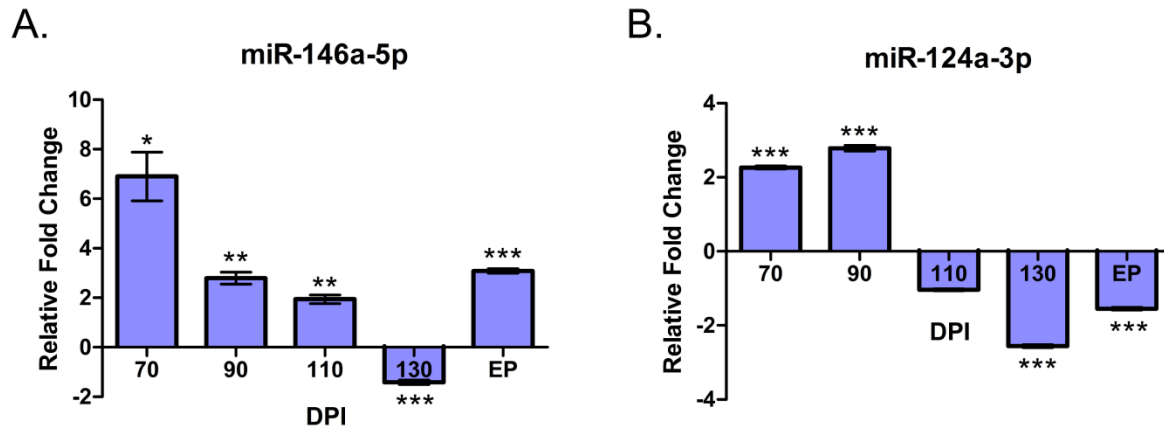 A.
miR-146a-5p
Relative Fold Change
10
8
6
4
2
0
-2
*
**
**
***
***
70
90
110
130
EP
DPI
B.
miR-124a-3p
Relative Fold Change
4
2
0
-2
-4
***
***
70
90
110
130
EP
DPI
***
***